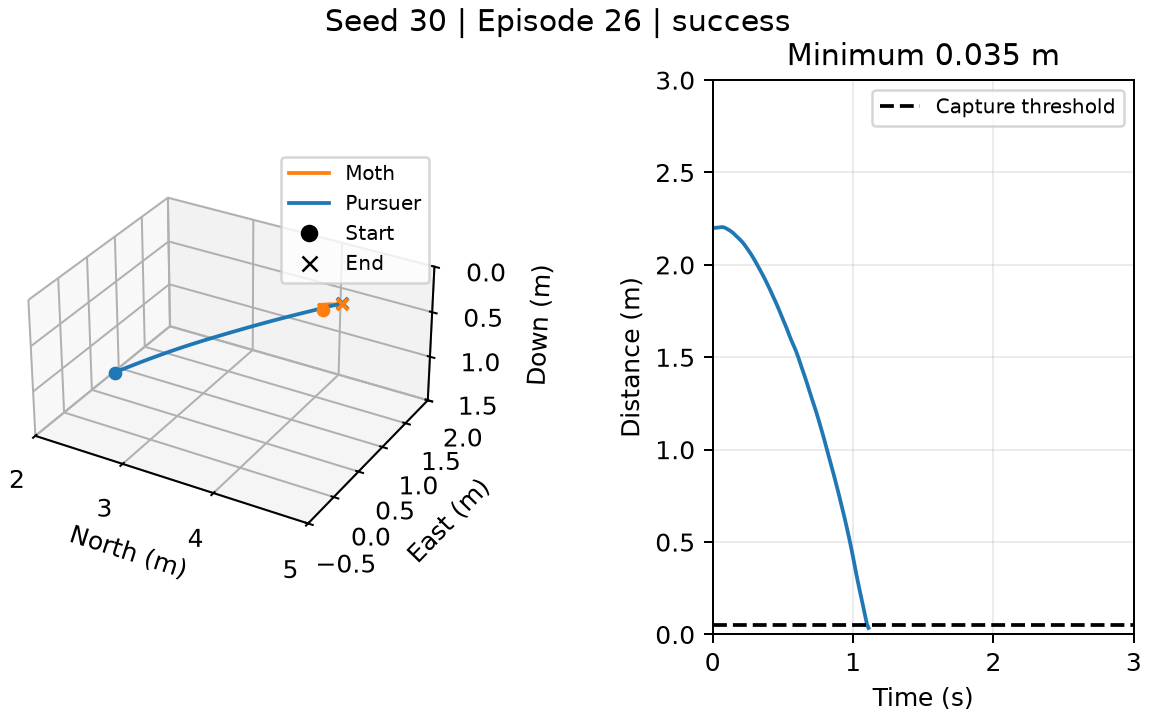 Seed 30 | Episode 26 | success
Minimum 0.035 m
Moth
Pursuer
Start
End
0.0
0.5
1.0
1.5
Down (m)
2.0
1.5
1.0
0.5
0.0
−0.5
East (m)
2
3
4
5
North (m)
Capture threshold
3.0
2.5
2.0
1.5
1.0
0.5
0.0
Distance (m)
0
1
2
3
Time (s)